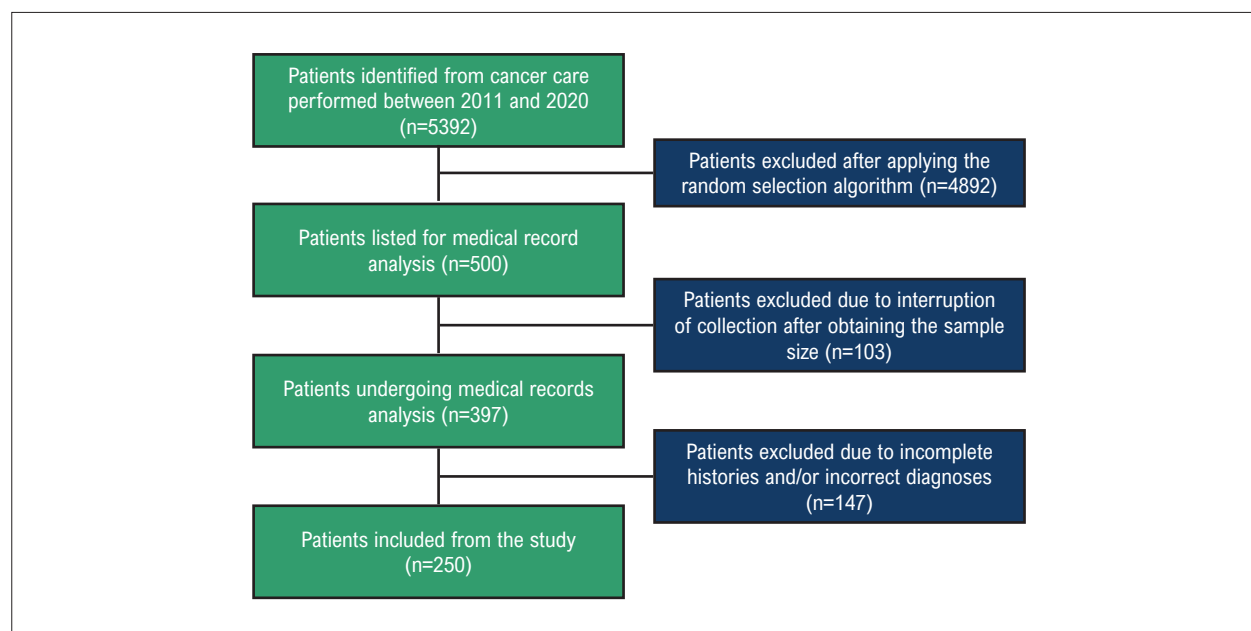 Patients identified from cancer care
performed between 2011 and 2020
(n=5392)
Patients excluded after applying the
random selection algorithm (n=4892)
Patients listed for medical record
analysis (n=500)
Patients excluded due to interruption
of collection after obtaining the sample
size (n=103)
Patients undergoing medical records
analysis (n=397)
Patients excluded due to incomplete
histories and/or incorrect diagnoses
(n=147)
Patients included from the study
(n=250)